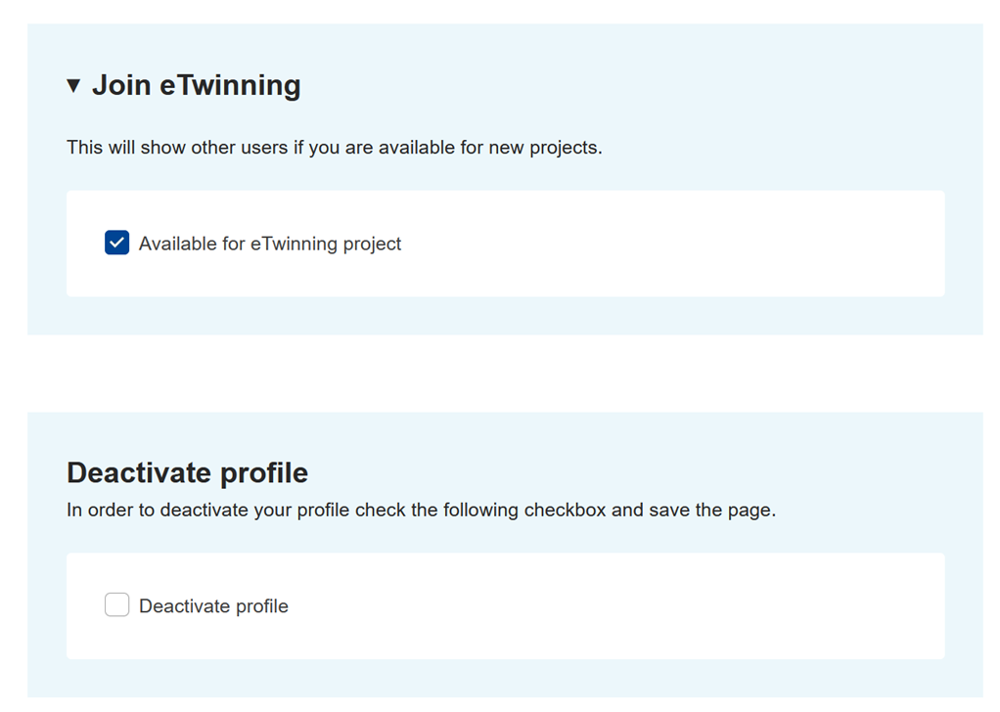 Join eTwinning
This will show other users if you are available for new projects.
Available for eTwinning project
Deactivate profile
In order to deactivate your profile check the following checkbox and save the page.
Deactivate profile